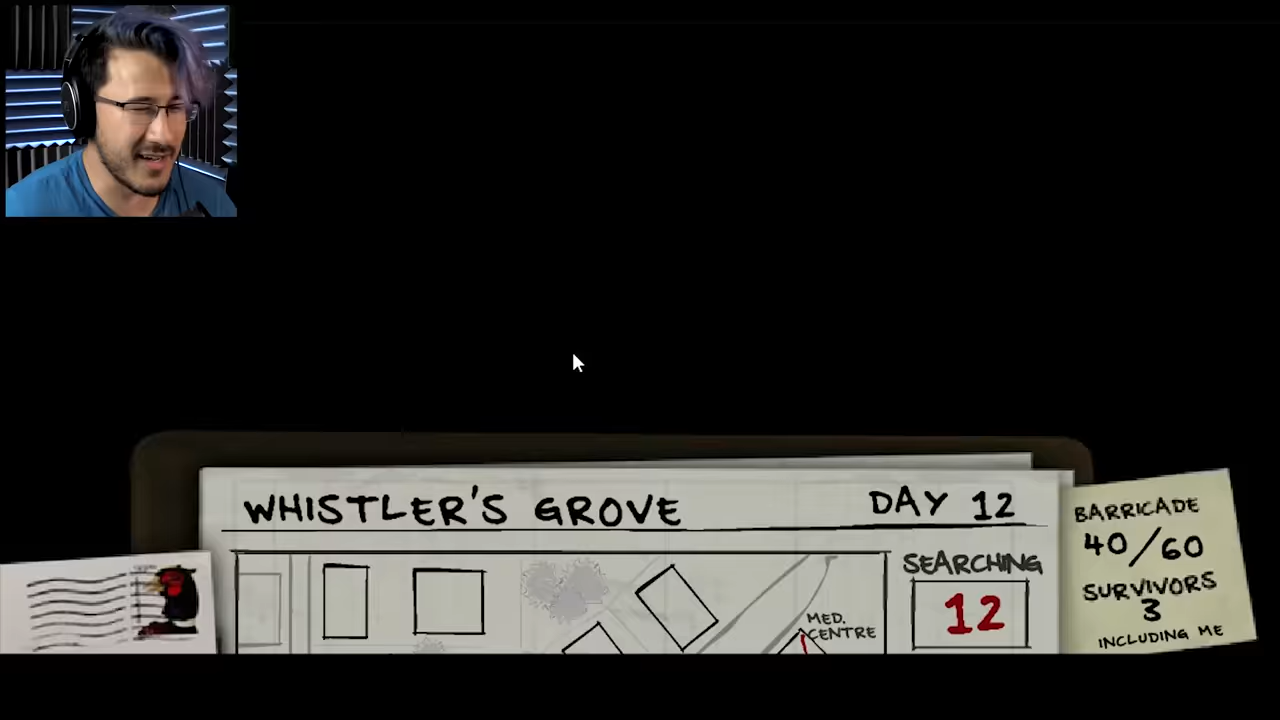 WHISTLER'S GROVE
DAY 12
SEARCHING
12
MED.
CENTRE
BARRICADE
40/60
SURVIVORS
3
INCLUDING ME